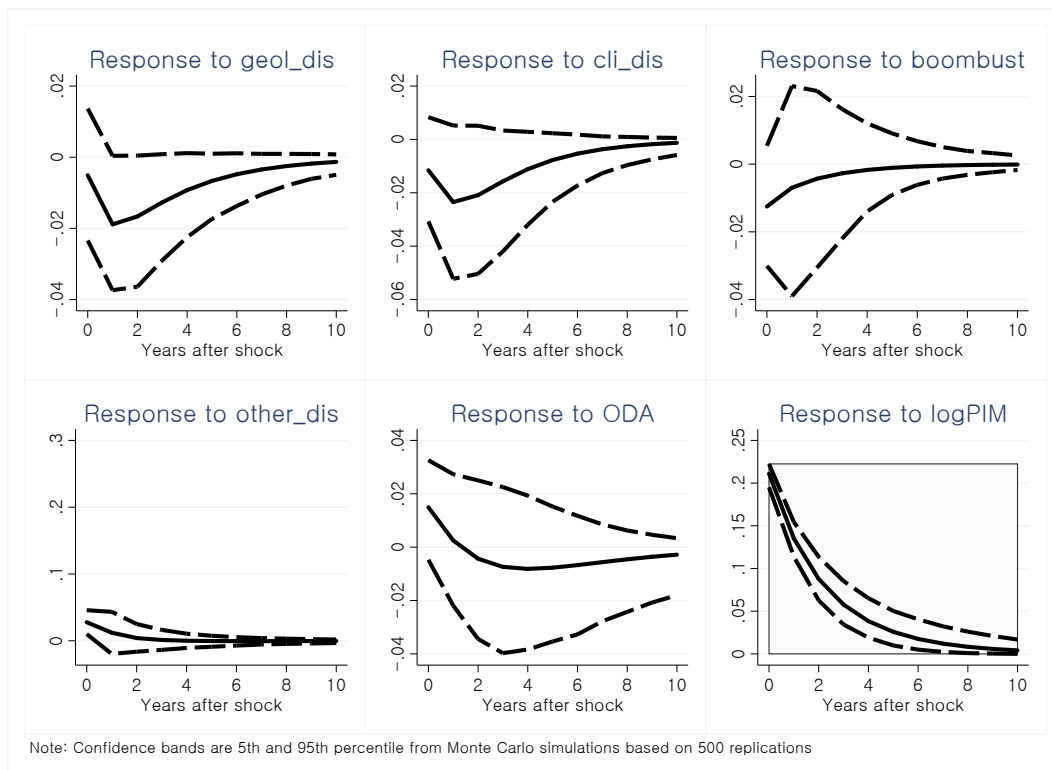 Response to geol_dis
.02
0
-.02
-.04
0 2 4 6 8 10
Years after shock
Response to cli_dis
.02
0
-.02
-.04
-.06
0 2 4 6 8 10
Years after shock
Response to boombust
.02
0
-.02
-.04
0 2 4 6 8 10
Years after shock
Response to other_dis
.3
.2
.1
0
0 2 4 6 8 10
Years after shock
Response to ODA
.04
.02
0
-.02
-.04
0 2 4 6 8 10
Years after shock
Response to logPIM
.25
.2
.15
.1
.05
0
0 2 4 6 8 10
Years after shock
Note: Confidence bands are 5th and 95th percentile from Monte Carlo simulations based on 500 replications